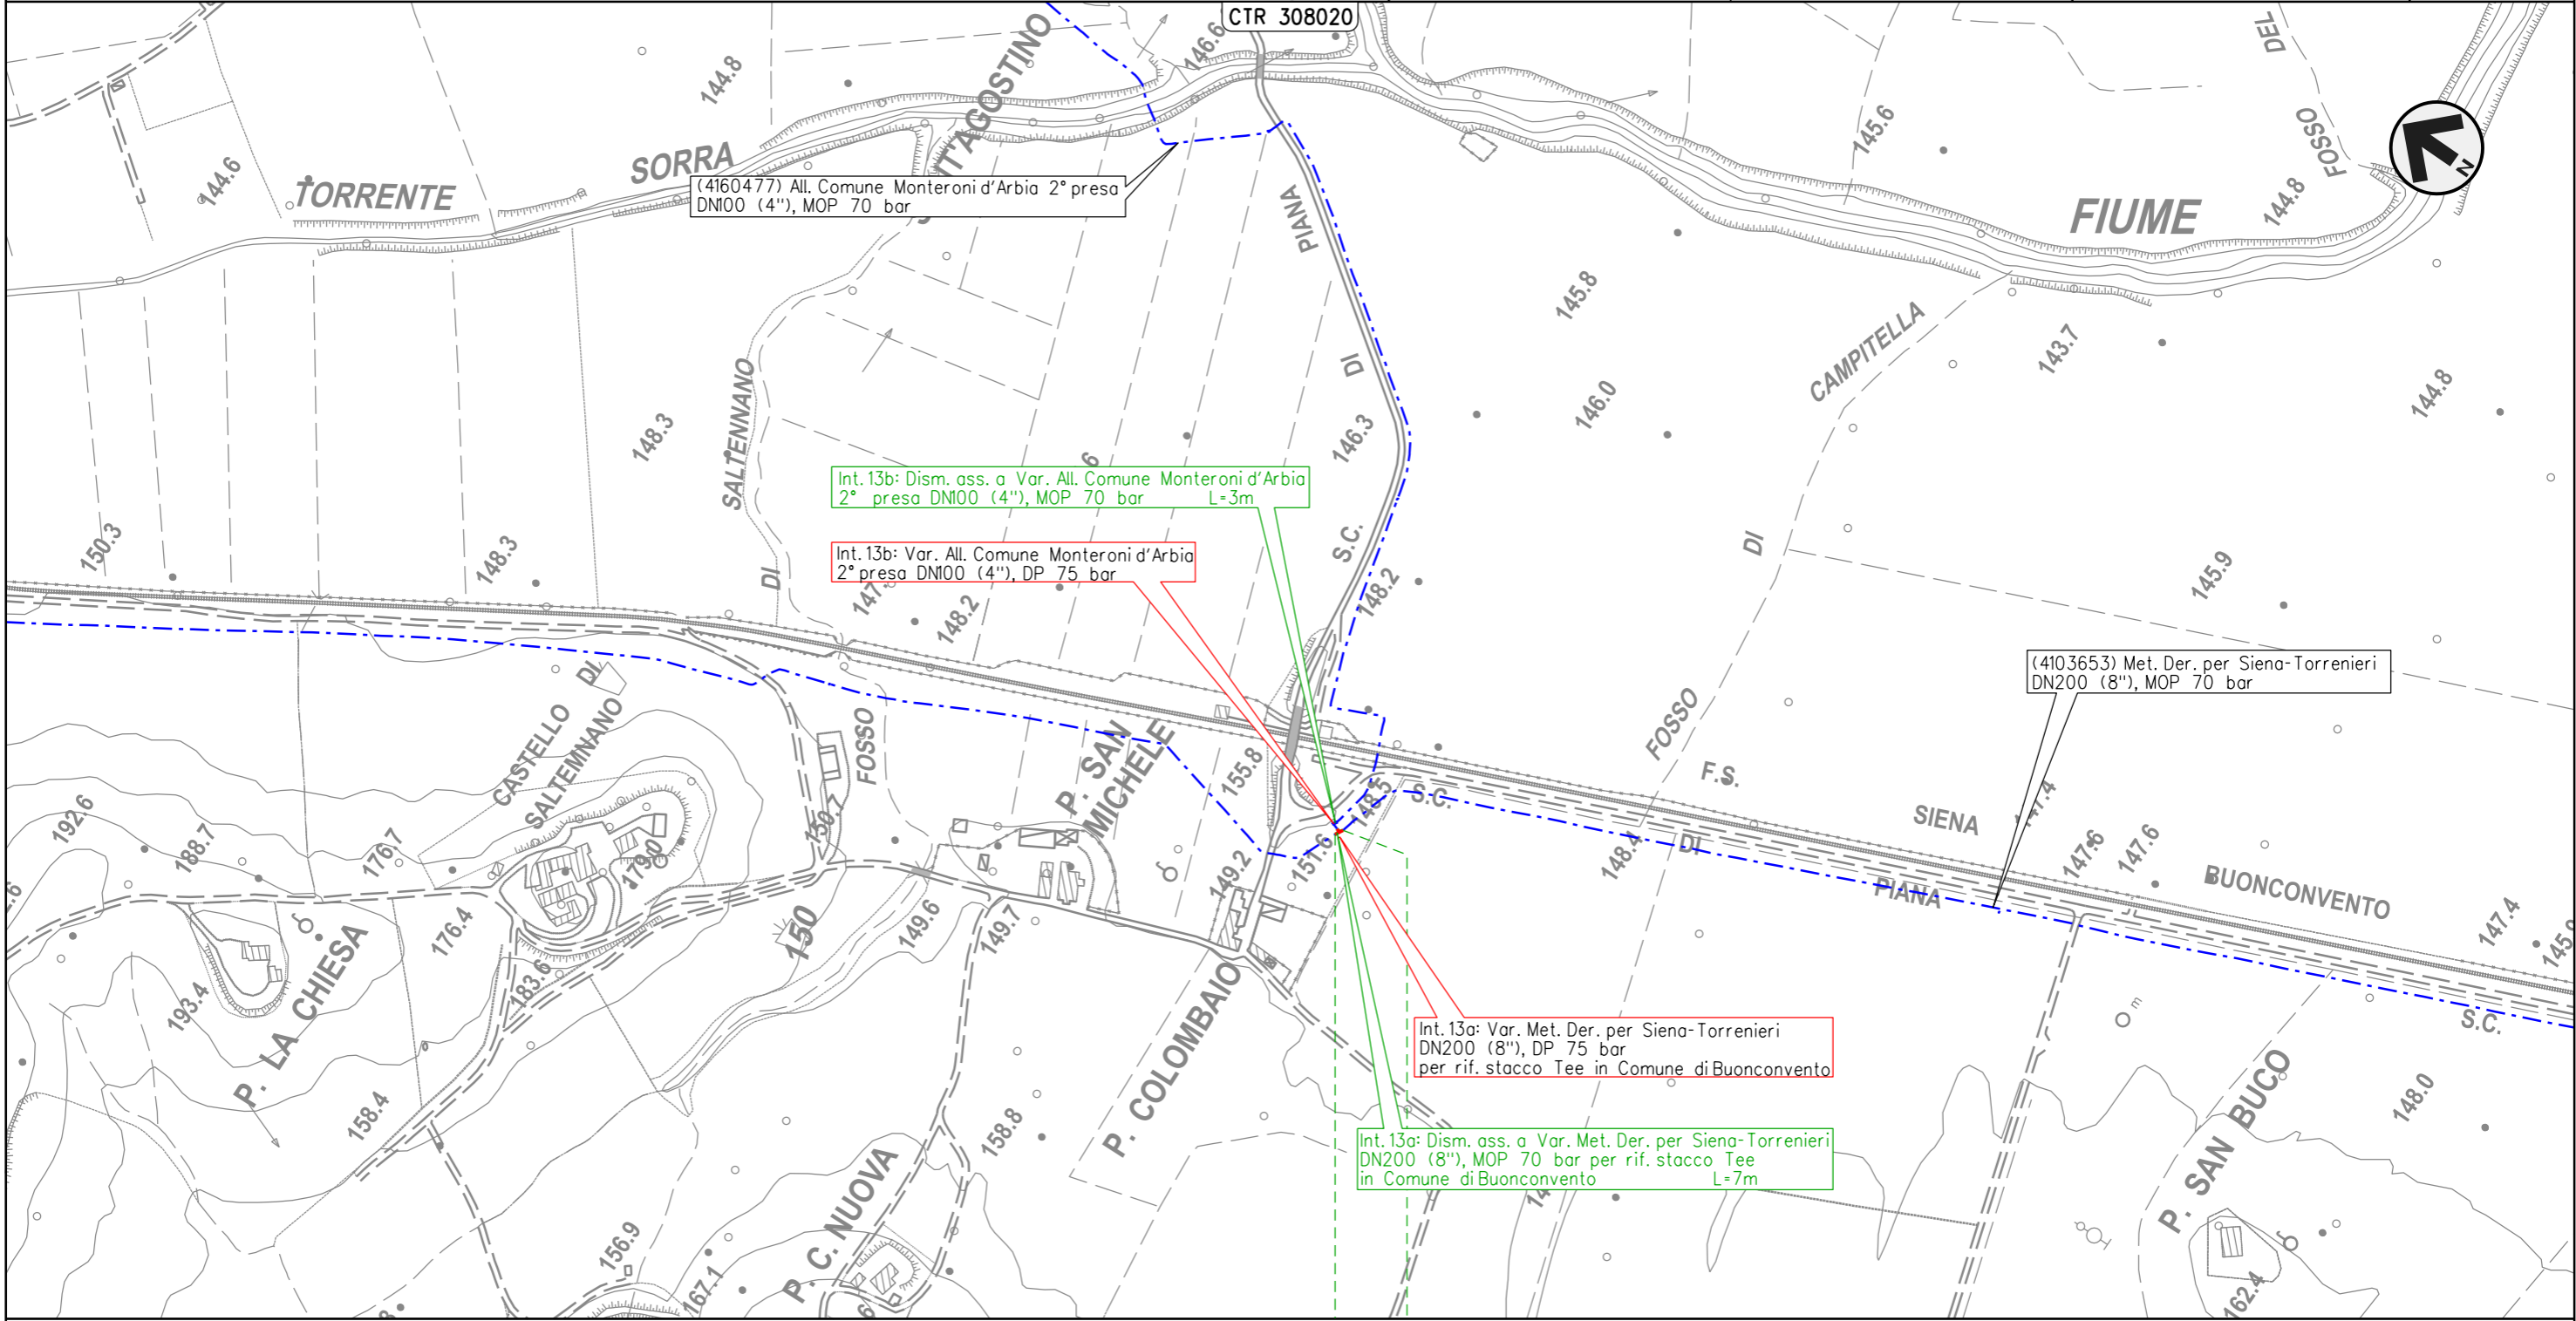 CTR 308020
DEL
FOSSO
144.8
146.6
144.6
TORRENTE
SORRA
(4160477) All. Comune Monteroni d'Arbia 2° presa
DN100 (4"), MOP 70 bar
PIANA
145.6
FIUME
144.8
N
145.8
DI
CAMPITELLA
143.7
SALTENNANO
148.3
146.3
146.0
144.8
Int. 13b: Dism. ass. a Var. All. Comune Monteroni d'Arbia
2° presa DN100 (4"), MOP 70 bar L=3m
150.3
148.3
DI
Int. 13b: Var. All. Comune Monteroni d'Arbia
2° presa DN100 (4"), DP 75 bar
148.2
S.C.
148.2
DI
145.9
CASTELLO
DI
SALTEMNANO
FOSSO
P. SAN
MICHELE
155.8
148.5
S.C.
FOSSO
F.S.
(4103653) Met. Der. per Siena-Torrenieri
DN200 (8"), MOP 70 bar
SIENA
147.4
192.6
188.7
176.7
150.7
179.0
151.6
149.2
148.4
DI
PIANA
147.6
147.6
BUONCONVENTO
147.4
176.4
150
149.6
149.7
193.4
P. LA CHIESA
183.6
P. COLOMBAIO
Int. 13a: Var. Met. Der. per Siena-Torrenieri
DN200 (8"), DP 75 bar
per rif. stacco Tee in Comune di Buonconvento
S.C.
158.4
158.8
148.0
Int. 13a: Dism. ass. a Var. Met. Der. per Siena-Torrenieri
DN200 (8"), MOP 70 bar per rif. stacco Tee
in Comune di Buonconvento L=7m
P. SAN BUCO
P. C. NUOVA
156.9
167.1
162.4